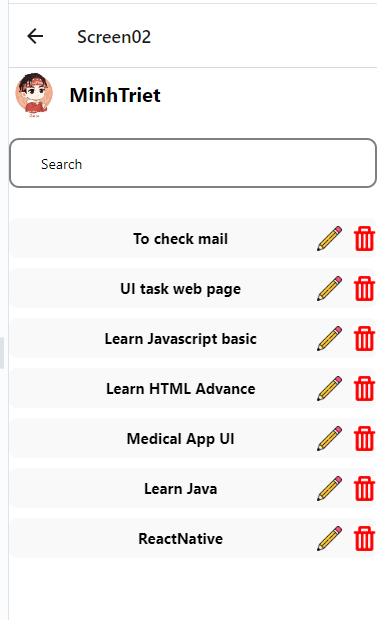 Screen02
MinhTriet
Search
To check mail
UI task web page
Learn Javascript basic
Learn HTML Advance
Medical App UI
Learn Java
ReactNative